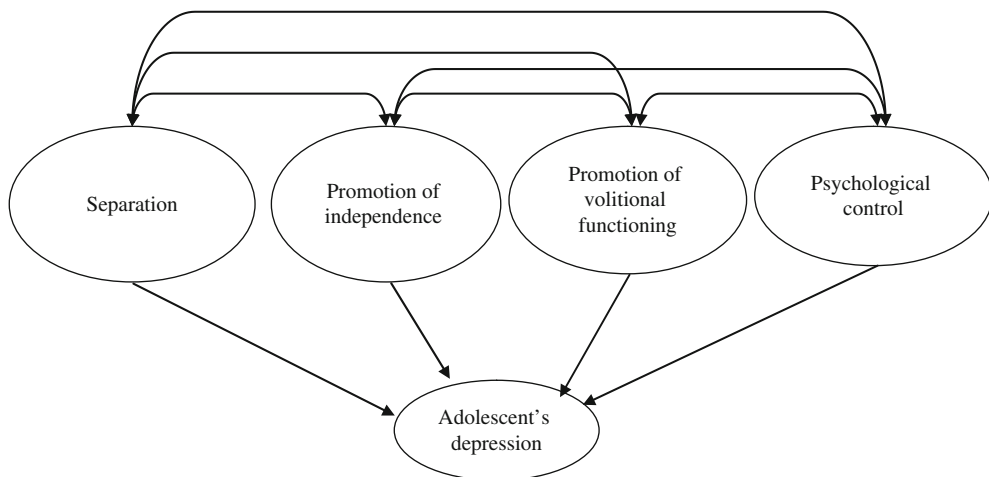 Separation
Promotion of
independence
Promotion of
volitional
functioning
Psychological
control
Adolescent’s
depression